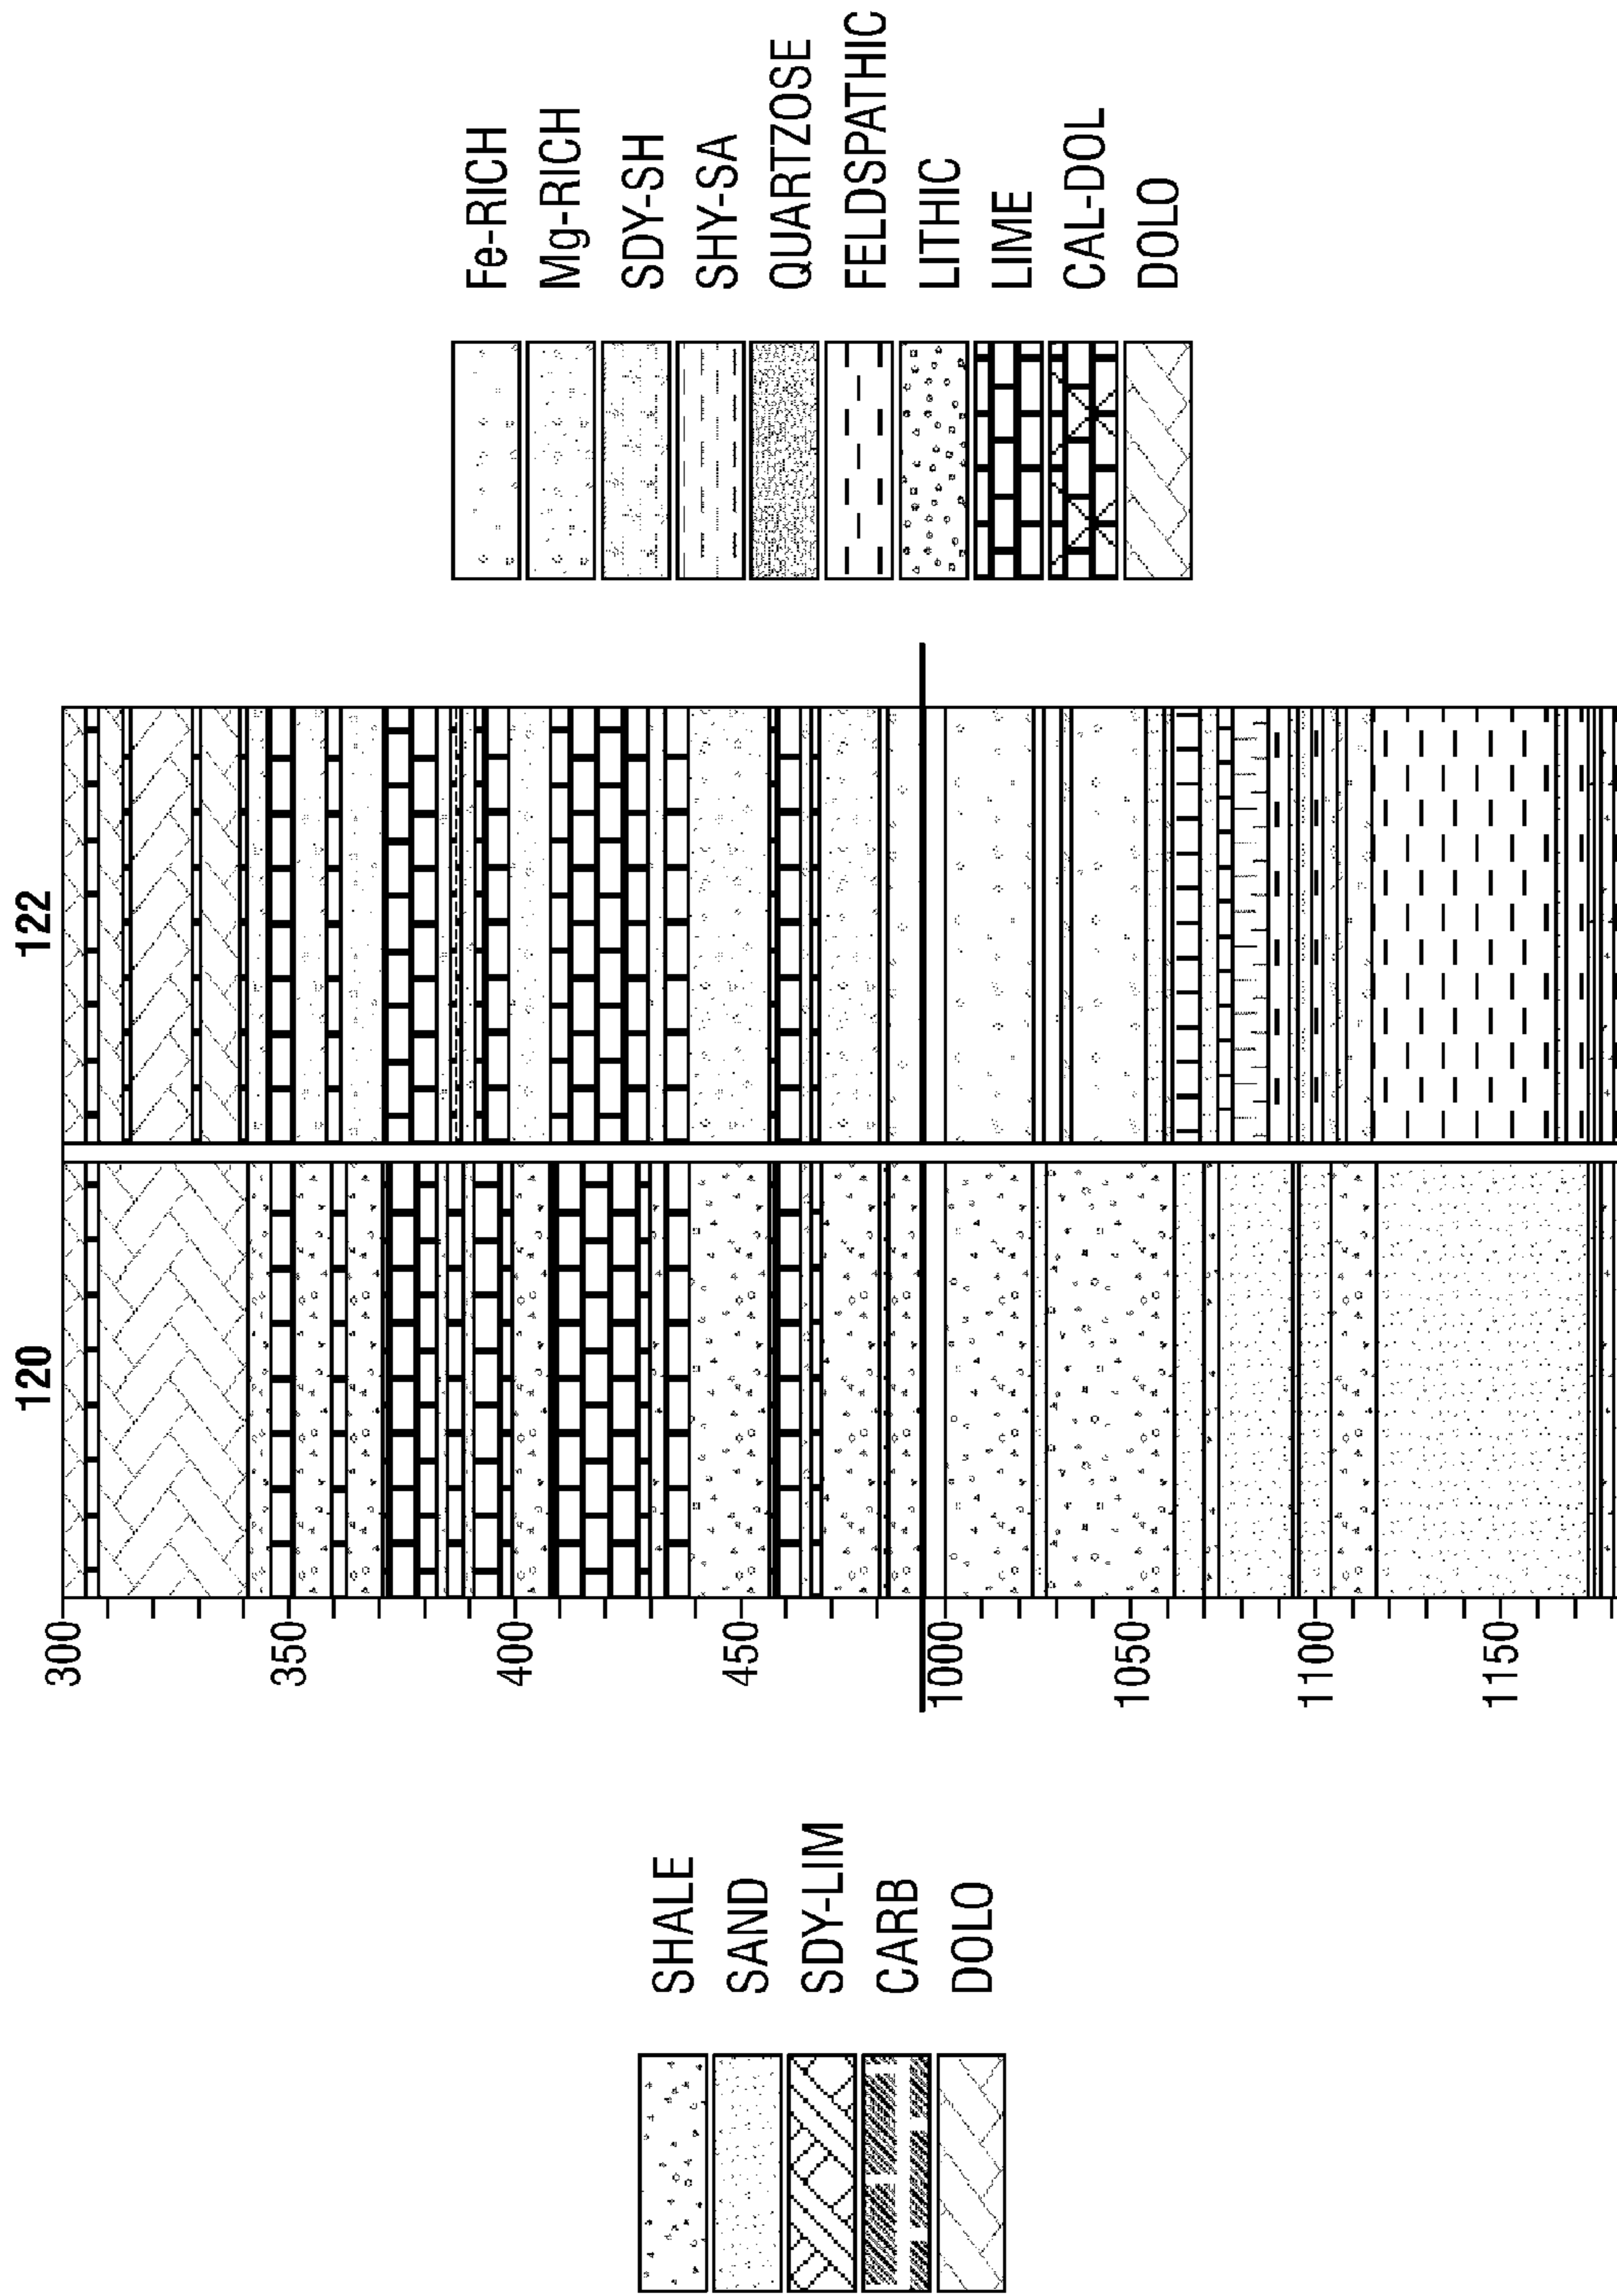 SHALE
SAND
SDY-LIM
CARB
DOLO
120
122
300
350
400
450
1000
1050
1100
1150
Fe-RICH
Mg-RICH
SDY-SH
SHY-SA
QUARTZOSE
FELDSPATHIC
LITHIC
LIME
CAL-DOL
DOLO